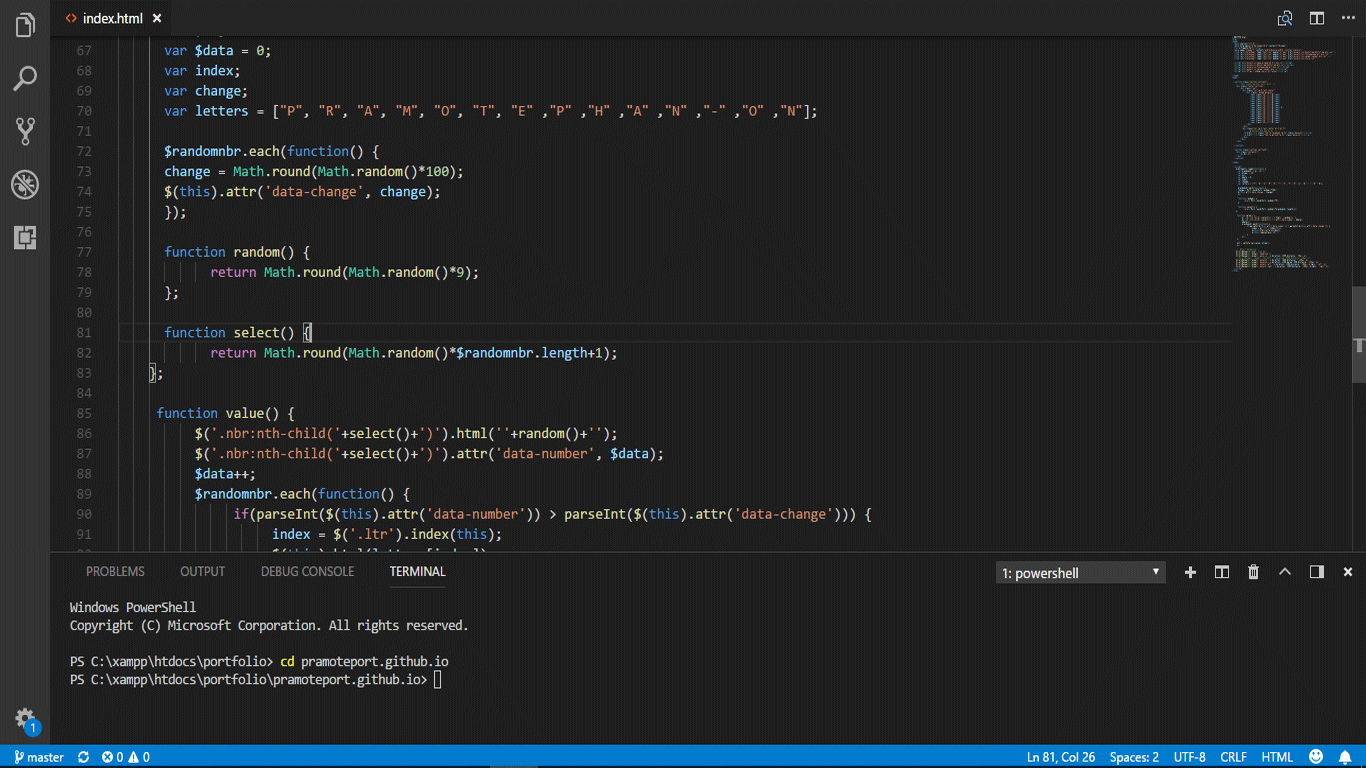 index.html
67 var $data = 0;
68 var index;
69 var change;
70 var letters = ["P", "R", "A", "M", "O", "T", "E" ,"P" ,"H" ,"A" ,"N" ,"-" ,"O" ,"N"];
71
72 $randomnbr.each(function() {
73 change = Math.round(Math.random()*100);
74 $(this).attr('data-change', change);
75 });
76
77 function random() {
78 return Math.round(Math.random()*9);
79 };
80
81 function select() {
82 return Math.round(Math.random()*$randomnbr.length+1);
83 };
84
85 function value() {
86 $('.nbr:nth-child('+select()+')').html(''+random()+'');
87 $('.nbr:nth-child('+select()+')').attr('data-number', $data);
88 $data++;
89 $randomnbr.each(function() {
90 if(parseInt($(this).attr('data-number')) > parseInt($(this).attr('data-change'))) {
91 index = $('.ltr').index(this);
PROBLEMS OUTPUT DEBUG CONSOLE TERMINAL 1: powershell
Windows PowerShell
Copyright (C) Microsoft Corporation. All rights reserved.
PS C:\xampp\htdocs\portfolio> cd pramoteport.github.io
PS C:\xampp\htdocs\portfolio\pramoteport.github.io>
1
master 0 0 Ln 81, Col 26 Spaces: 2 UTF-8 CRLF HTML